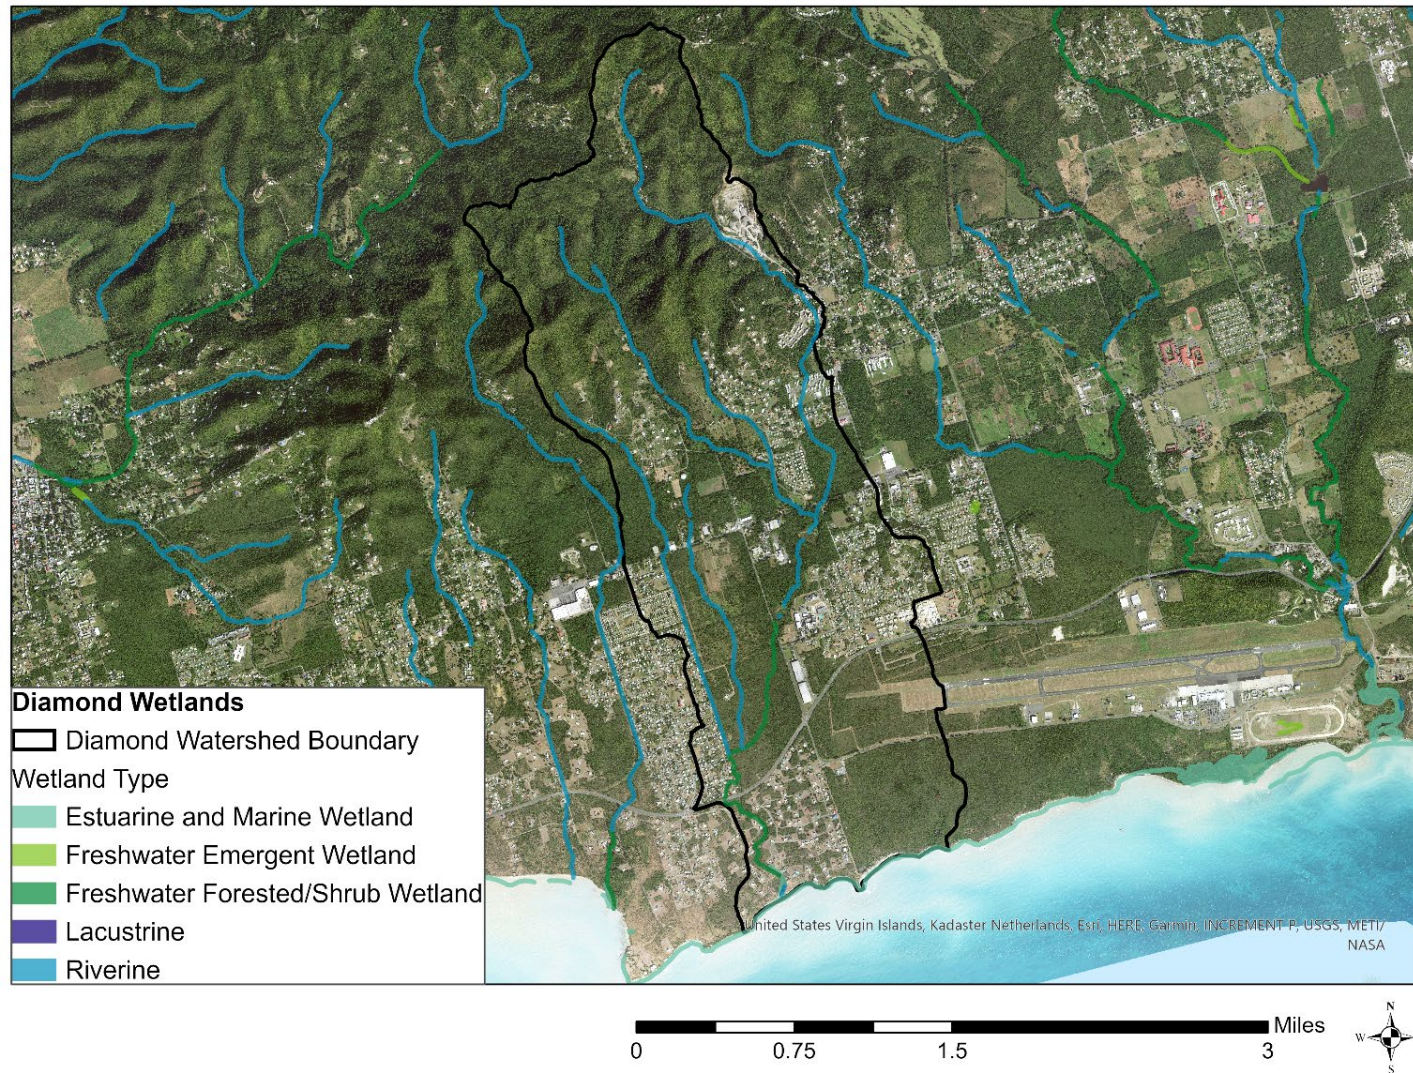 Diamond Wetlands
Diamond Watershed Boundary
Wetland Type
Estuarine and Marine Wetland
Freshwater Emergent Wetland
Freshwater Forested/Shrub Wetland
Lacustrine
Riverine
United States Virgin Islands, Kadaster Netherlands, Esri, HERE, Garmin, INCREMENT P, USGS, METI/
NASA
Miles
0 0.75 1.5 3
N
W E
S